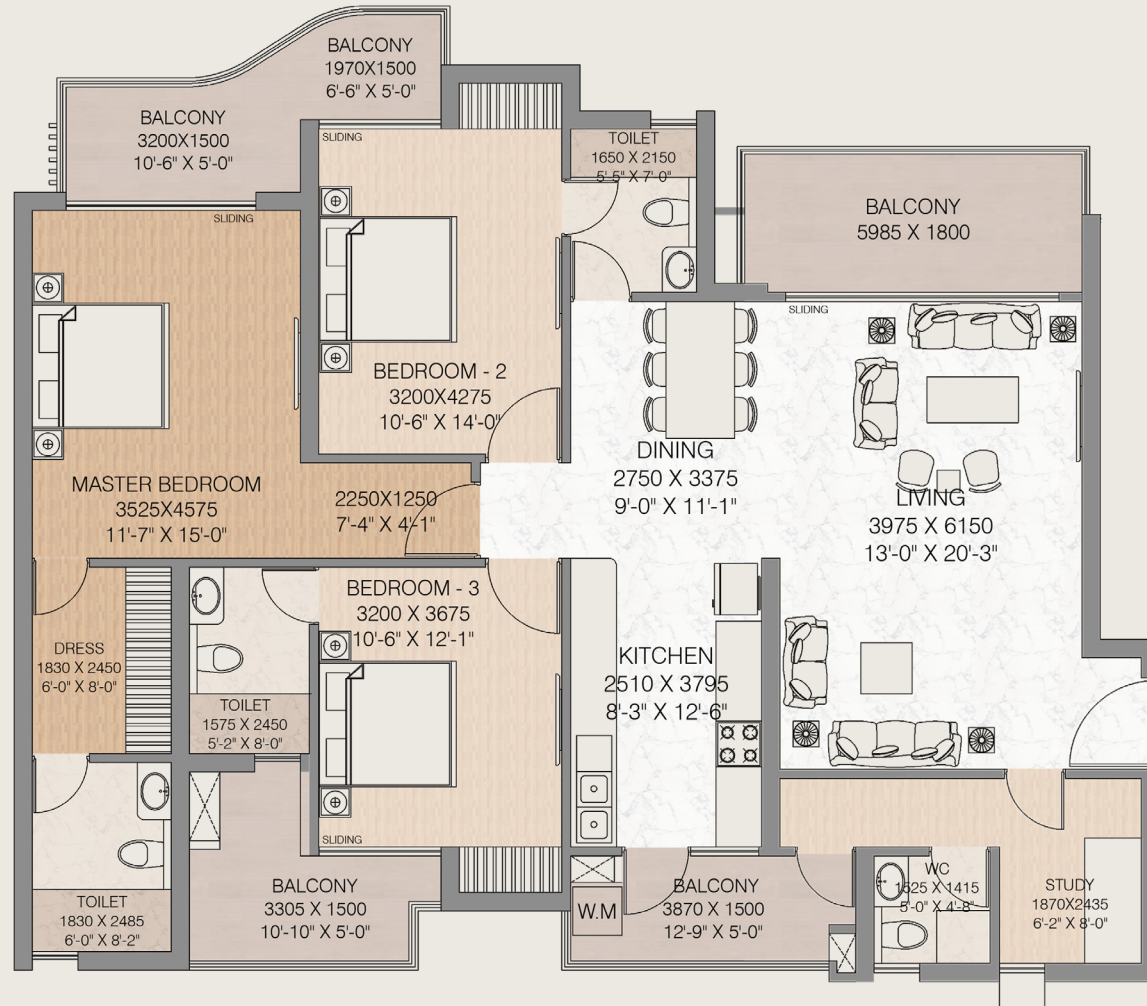 BALCONY
1970X1500
6'-6" X 5'-0"
BALCONY
3200X1500
10'-6" X 5'-0"
SLIDING
TOILET
1650 X 2150
5'-5" X 7'-0"
BALCONY
5985 X 1800
SLIDING
SLIDING
BEDROOM - 2
3200X4275
10'-6" X 14'-0"
DINING
2750 X 3375
9'-0" X 11'-1"
LIVING
3975 X 6150
13'-0" X 20'-3"
MASTER BEDROOM
3525X4575
11'-7" X 15'-0"
2250X1250
7'-4" X 4'-1"
BEDROOM - 3
3200 X 3675
10'-6" X 12'-1"
DRESS
1830 X 2450
6'-0" X 8'-0"
KITCHEN
2510 X 3795
8'-3" X 12'-6"
TOILET
1575 X 2450
5'-2" X 8'-0"
SLIDING
BALCONY
3305 X 1500
10'-10" X 5'-0"
W.M
BALCONY
3870 X 1500
12'-9" X 5'-0"
WC
1525 X 1415
5'-0" X 4'-8"
STUDY
1870X2435
6'-2" X 8'-0"
TOILET
1830 X 2485
6'-0" X 8'-2"